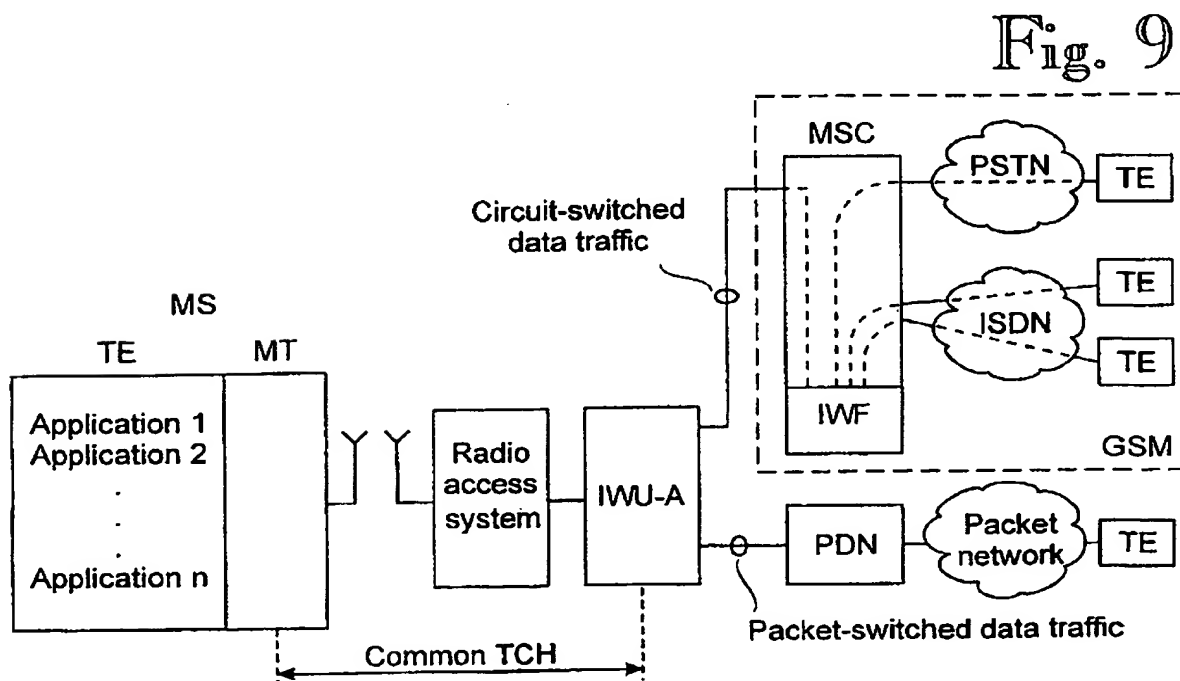 Fig. 9
MSC
PSTN
TE
Circuit-switched
data traffic
TE
ISDN
TE
IWF
GSM
MS
TE
MT
Application 1
Application 2
.
.
.
Application n
Radio
access
system
IWU-A
PDN
Packet
network
TE
Packet-switched data traffic
Common TCH